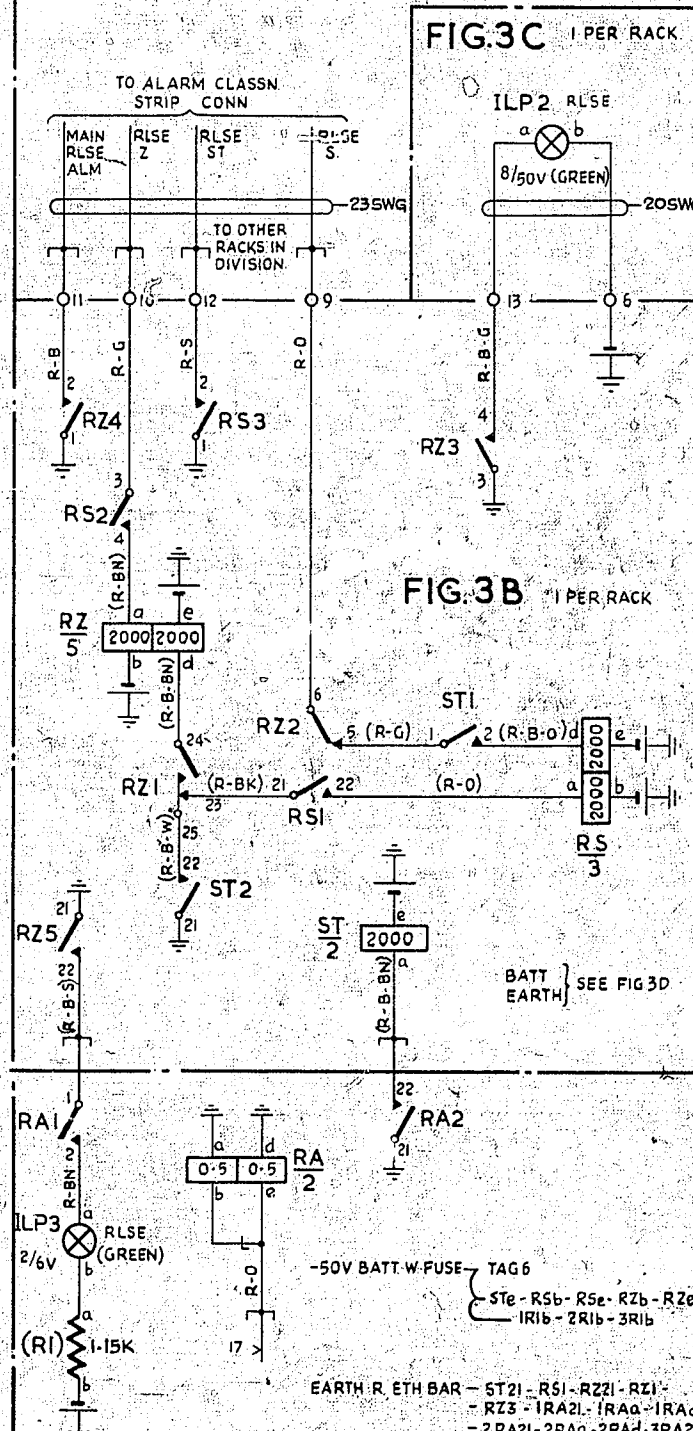 FIG.3C 1 PER RACK
TO ALARM CLASSN.
STRIP CONN
ILP2 RLSE
MAIN RLSE ALM
RLSE Z
RLSE ST
RLSE S.
a b
8/50V (GREEN)
23SWG
20SW
TO OTHER
RACKS IN
DIVISION
11 10 12 9 13 6
R-B R-G R-S R-O R-B-G
2 2 4
RZ4 RS3 RZ3
1 1 3
3
RS2
4
(R-BN)
FIG.3B 1 PER RACK
a e
RZ/5 2000 2000
b d
(R-B-BN)
6
RZ2 5 (R-G) 1 ST1 2 (R-B-O) d 2000 e
24
RZ1 23 (R-BK) 21 RS1 22 (R-O) a 2000 b
RS/3
25
(R-B-W)
22
ST2
21
21
RZ5
22
(R-B-S)
e
ST/2 2000
a
(R-B-BN)
BATT
EARTH } SEE FIG 3D
1
RA1
2
R-BN
22
RA2
21
a d
0.5 0.5 RA/2
b e
R-O
17
a
ILP3 RLSE
2/6V (GREEN)
b
a
(R1) 1.15K
b
-50V BATT W.FUSE TAG6
STe-RSb-RSe-RZb-RZe
1R1b-2R1b-3R1b
EARTH R. ETH BAR - ST21-RS1-RZ21-RZ1-
-RZ3-1RA21-1RAa-1RAd
-2RA21-2RAa-2RAd-3RA2